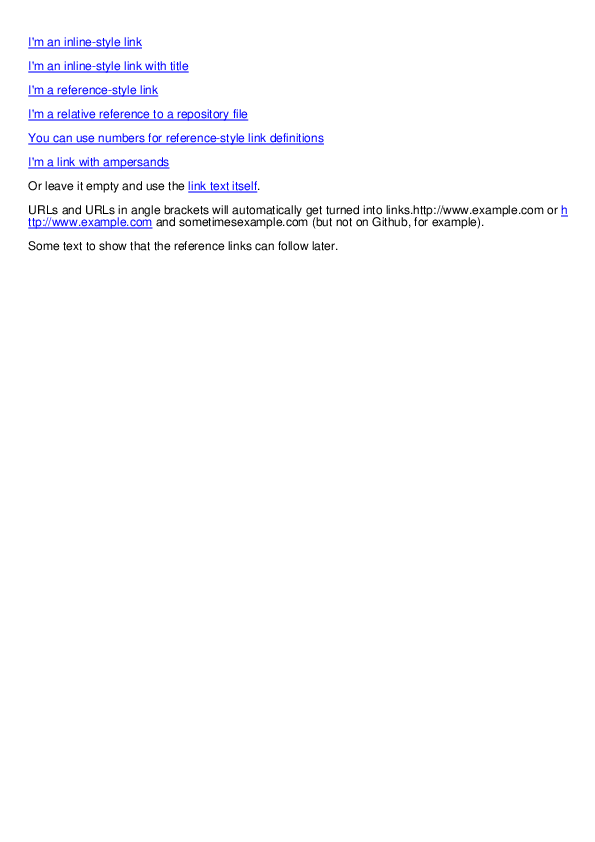 I'm an inline-style link
I'm an inline-style link with title
I'm a reference-style link
I'm a relative reference to a repository file
You can use numbers for reference-style link definitions
I'm a link with ampersands
Or leave it empty and use the link text itself.
URLs and URLs in angle brackets will automatically get turned into links.http://www.example.com or h
ttp://www.example.com and sometimesexample.com (but not on Github, for example).
Some text to show that the reference links can follow later.